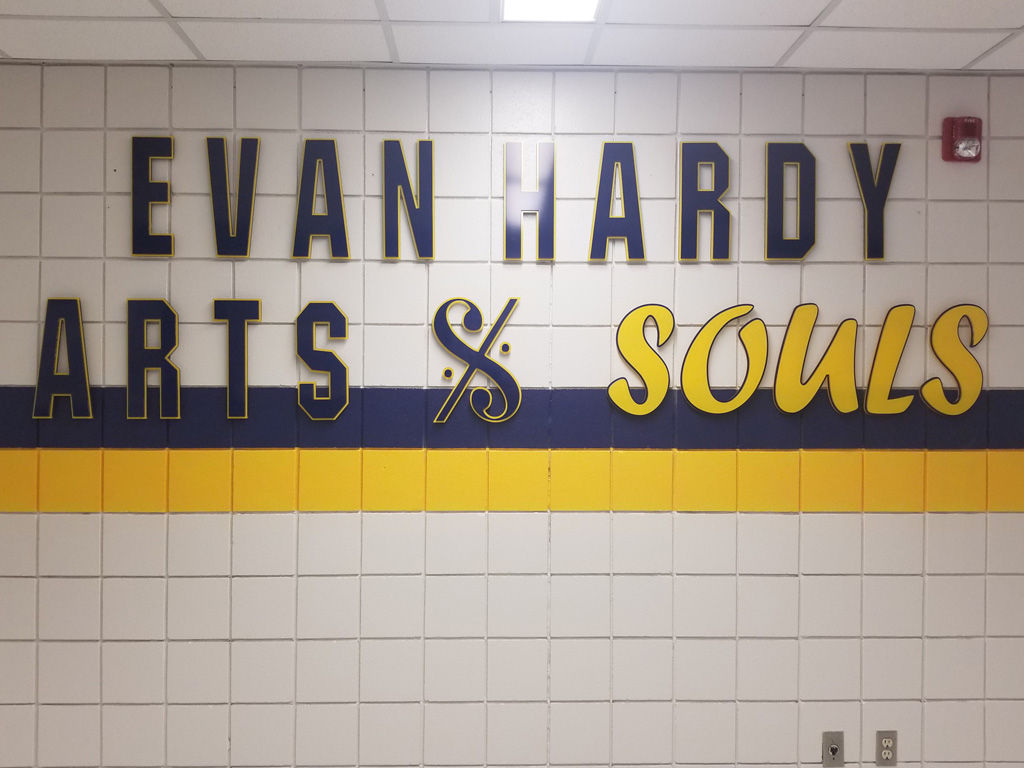 EVAN HARDY
ARTS 𝄋 SOULS